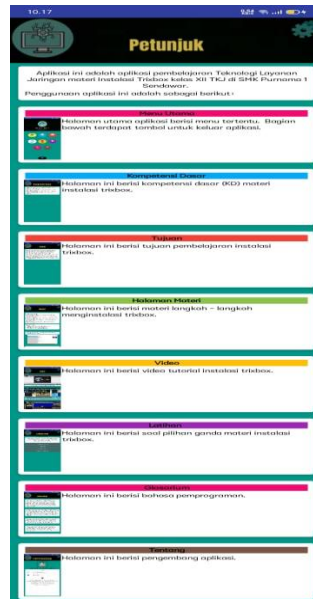 10.17
Petunjuk
Aplikasi ini adalah aplikasi pembelajaran Teknologi Layanan
Jaringan materi Instalasi Trixbox kelas XII TKJ di SMK Purnama 1
Sendawar.
Penggunaan aplikasi ini adalah sebagai berikut:
Menu Utama
Halaman utama aplikasi berisi menu tertentu. Bagian
bawah terdapat tombol untuk keluar aplikasi.
Kompetensi Dasar
Halaman ini berisi kompetensi dasar (KD) materi
instalasi trixbox.
Tujuan
Halaman ini berisi tujuan pembelajaran instalasi
trixbox.
Halaman Materi
Halaman ini berisi materi langkah - langkah
menginstalasi trixbox.
Video
Halaman ini berisi video tutorial instalasi trixbox.
Latihan
Halaman ini berisi soal pilihan ganda materi instalasi
trixbox.
Glosarium
Halaman ini berisi bahasa pemprograman.
Tentang
Halaman ini berisi pengembang aplikasi.